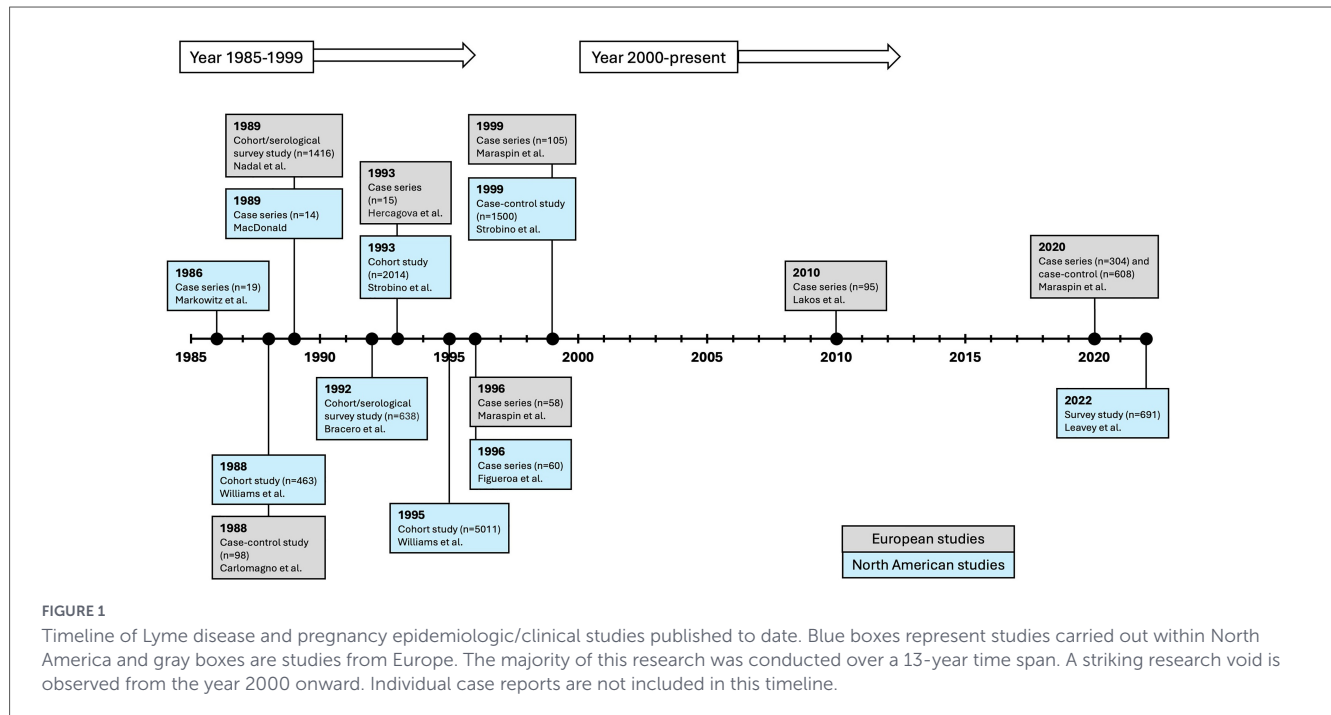 Year 1985-1999
Year 2000-present
1989
Cohort/serological
survey study (n=1416)
Nadal et al.
1989
Case series (n=14)
MacDonald
1986
Case series (n=19)
Markowitz et al.
1993
Case series
(n=15)
Hercagova et al.
1993
Cohort study
(n=2014)
Strobino et al.
1999
Case series (n=105)
Maraspin et al.
1999
Case-control study
(n=1500)
Strobino et al.
2010
Case series (n=95)
Lakos et al.
2020
Case series (n=304) and
case-control (n=608)
Maraspin et al.
1985
1990
1995
2000
2005
2010
2015
2020
1988
Cohort study (n=463)
Williams et al.
1988
Case-control study
(n=98)
Carlomagno et al.
1992
Cohort/serological
survey study (n=638)
Bracero et al.
1995
Cohort study (n=5011)
Williams et al.
1996
Case series (n=58)
Maraspin et al.
1996
Case series (n=60)
Figueroa et al.
2022
Survey study (n=691)
Leavey et al.
European studies
North American studies
FIGURE 1
Timeline of Lyme disease and pregnancy epidemiologic/clinical studies published to date. Blue boxes represent studies carried out within North
America and gray boxes are studies from Europe. The majority of this research was conducted over a 13-year time span. A striking research void is
observed from the year 2000 onward. Individual case reports are not included in this timeline.